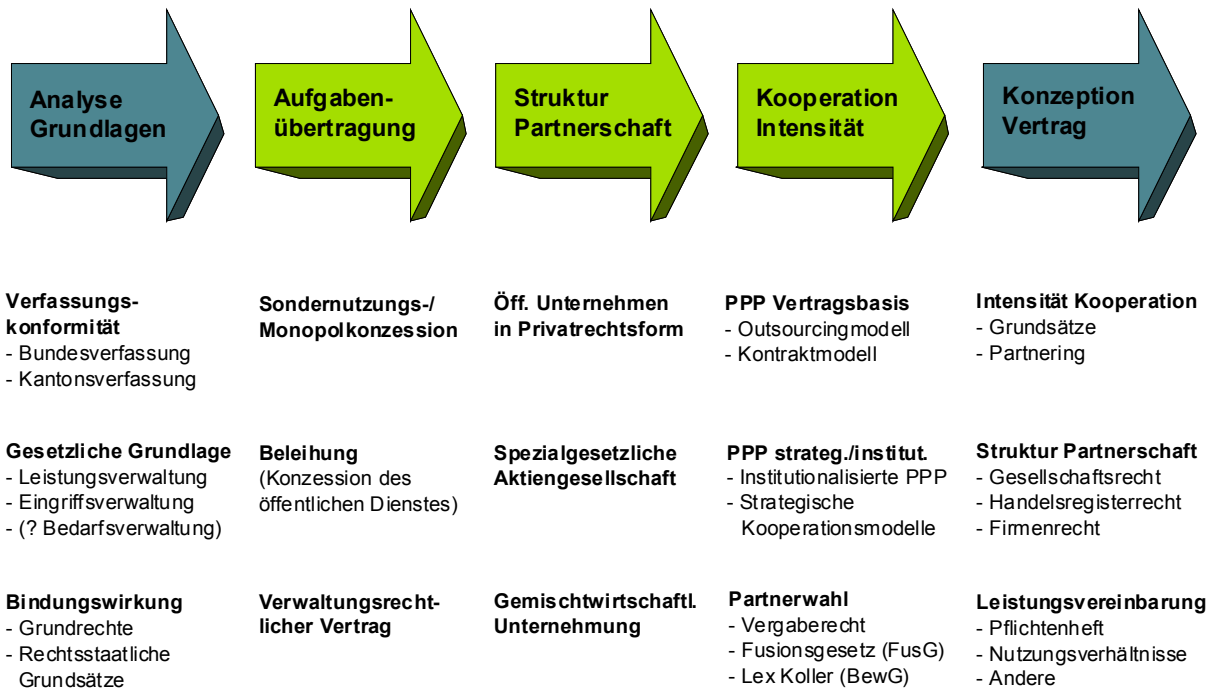 Analyse
Grundlagen
Aufgaben-
übertragung
Struktur
Partnerschaft
Kooperation
Intensität
Konzeption
Vertrag
Verfassungs-
konformität
- Bundesverfassung
- Kantonsverfassung
Sondernutzungs-/
Monopolkonzession
Öff. Unternehmen
in Privatrechtsform
PPP Vertragsbasis
- Outsourcingmodell
- Kontraktmodell
Intensität Kooperation
- Grundsätze
- Partnering
Gesetzliche Grundlage
- Leistungsverwaltung
- Eingriffsverwaltung
- (? Bedarfsverwaltung)
Beleihung
(Konzession des
öffentlichen Dienstes)
Spezialgesetzliche
Aktiengesellschaft
PPP strateg./institut.
- Institutionalisierte PPP
- Strategische
Kooperationsmodelle
Struktur Partnerschaft
- Gesellschaftsrecht
- Handelsregisterrecht
- Firmenrecht
Bindungswirkung
- Grundrechte
- Rechtsstaatliche
Grundsätze
Verwaltungsrecht-
licher Vertrag
Gemischtwirtschaftl.
Unternehmung
Partnerwahl
- Vergaberecht
- Fusionsgesetz (FusG)
- Lex Koller (BewG)
Leistungsvereinbarung
- Pflichtenheft
- Nutzungsverhältnisse
- Andere